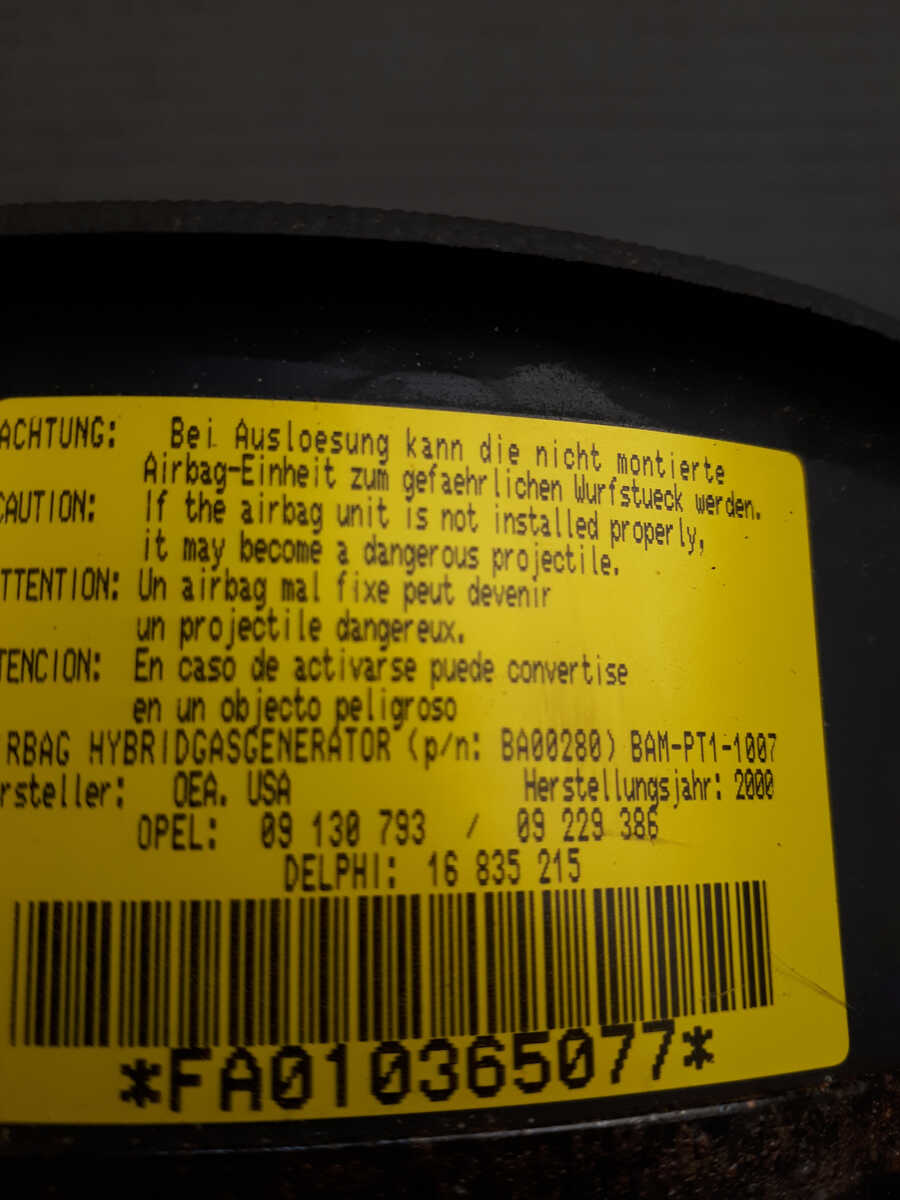 ACHTUNG: Bei Ausloesung kann die nicht montierte
Airbag-Einheit zum gefaehrlichen Wurfstueck werden.
CAUTION: If the airbag unit is not installed properly,
it may become a dangerous projectile.
TTENTION: Un airbag mal fixe peut devenir
un projectile dangereux.
TENCION: En caso de activarse puede convertise
en un objecto peligroso
RBAG HYBRIDGASGENERATOR (p/n: BA00280) BAM-PT1-1007
rsteller: OEA. USA Herstellungsjahr: 2000
OPEL: 09 130 793 / 09 229 386
DELPHI: 16 835 215
*FA010365077*